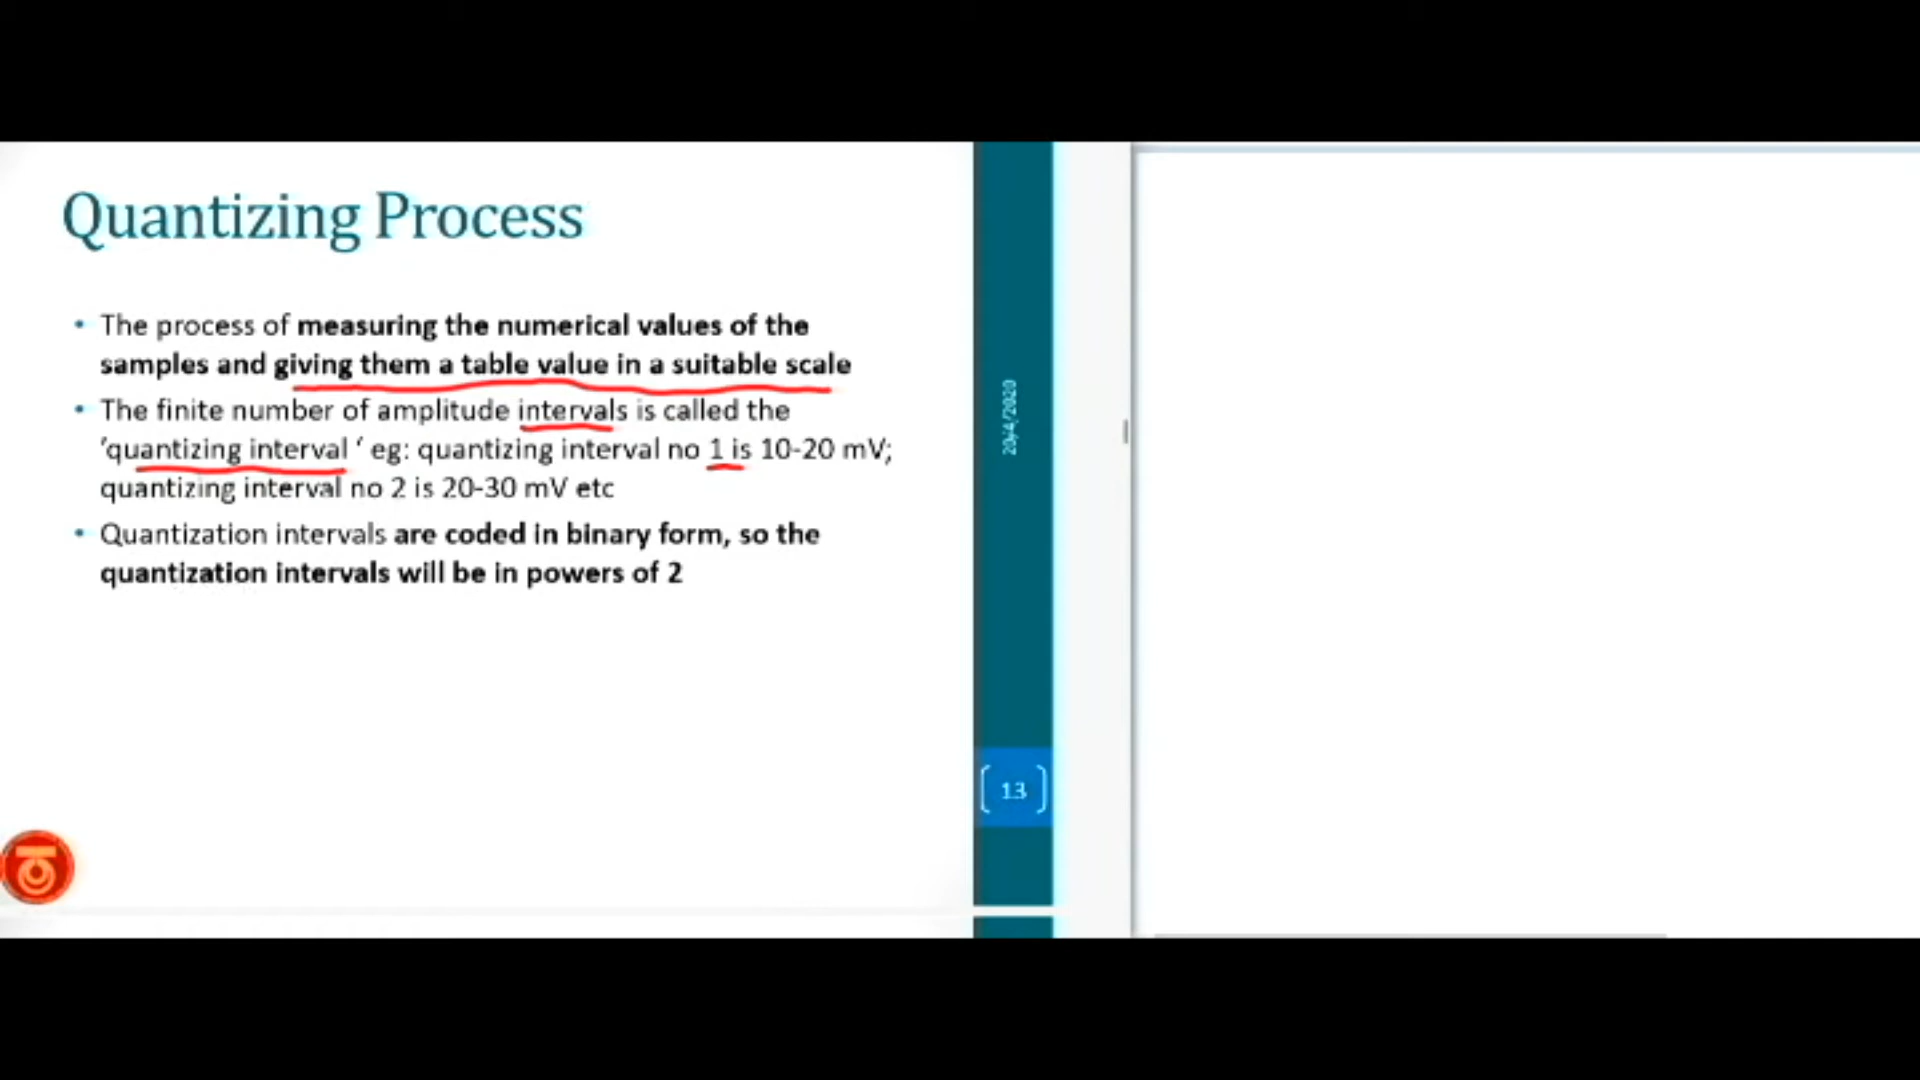 Quantizing Process
• The process of measuring the numerical values of the
samples and giving them a table value in a suitable scale
• The finite number of amplitude intervals is called the
‘quantizing interval ‘ eg: quantizing interval no 1 is 10-20 mV;
quantizing interval no 2 is 20-30 mV etc
• Quantization intervals are coded in binary form, so the
quantization intervals will be in powers of 2
20/4/2020
13